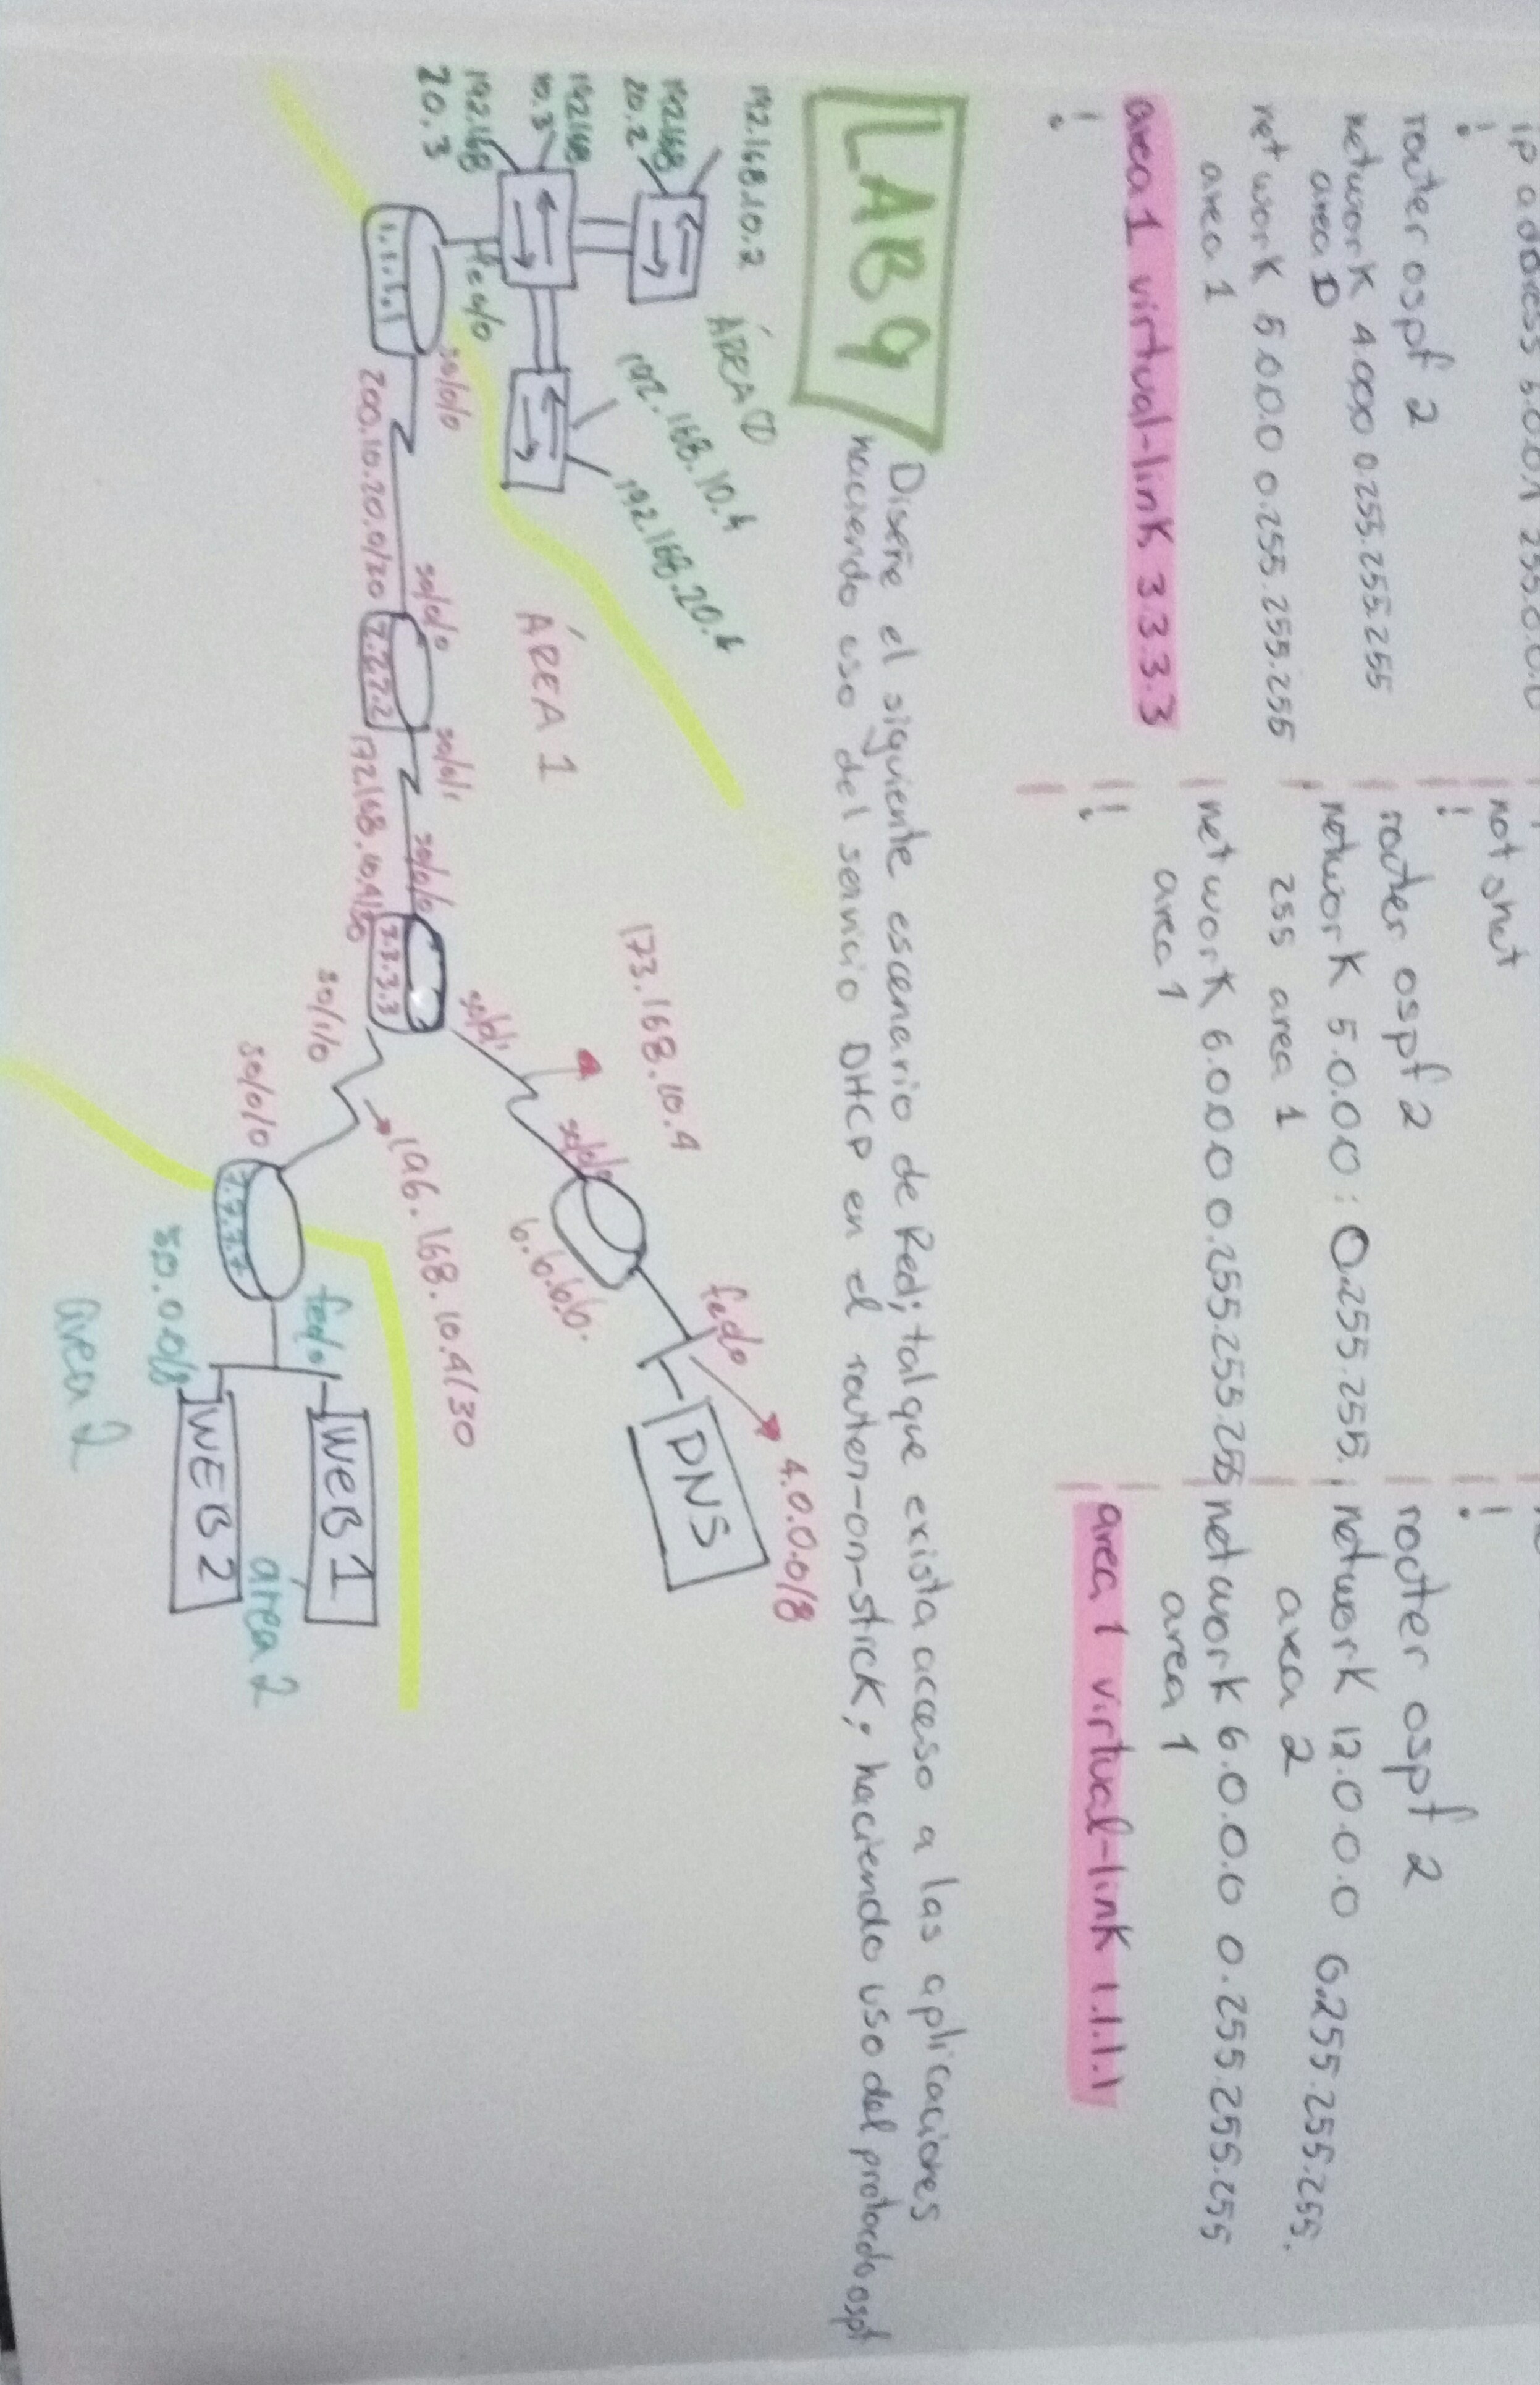 ip address 5.0.0.1 255.0.0.0
!
router ospf 2
network 4.0.0.0 0.255.255.255
area 0
network 5.0.0.0 0.255.255.255
area 1
area 1 virtual-link 3.3.3.3
!
not shut
!
router ospf 2
network 5.0.0.0 : 0.255.255.
255 area 1
network 6.0.0.0 0.255.255.255
area 1
!
!
router ospf 2
network 12.0.0.0 0.255.255.255.
area 2
network 6.0.0.0 0.255.255.255
area 1
area 1 virtual-link 1.1.1.1
LAB 9
Diseñe el siguiente escenario de Red; tal que exista acceso a las aplicaciones
haciendo uso del servicio DHCP en el router-on-stick; haciendo uso del protocolo ospf
192.168.10.2
192.168
20.2
192.168
10.3
192.168
20.3
ÁREA 0
192.168.10.4
192.168.20.4
fe0/0
1.1.1.1
s0/0/0
200.10.20.0/30
s0/0/0
2.2.2.2
s0/0/1
172.168.10.4/30
s0/0/0
3.3.3.3
ÁREA 1
s0/0/1
173.168.10.4
s0/0/0
6.6.6.6.
fe0/0
4.0.0.0/8
DNS
s0/1/0
196.168.10.4/30
s0/0/0
7.7.7.7
fe0/0
30.0.0.0/8
WEB 1
WEB 2
área 2
área 2